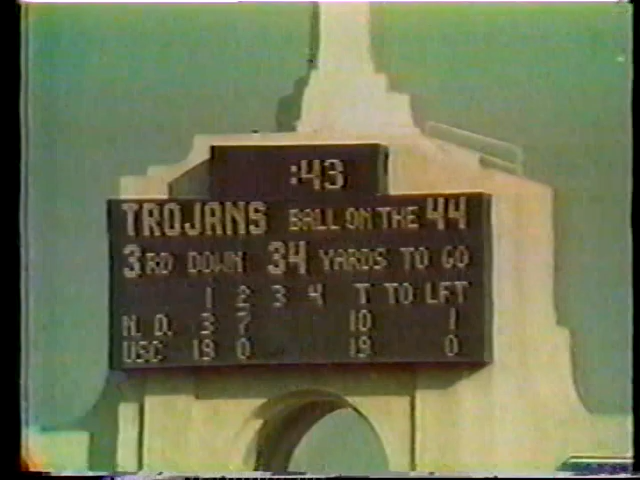 :43
TROJANS BALL ON THE 44
3RD DOWN 34 YARDS TO GO
1 2 3 4 T TO LFT
N. D. 3 7 10 1
USC 19 0 19 0